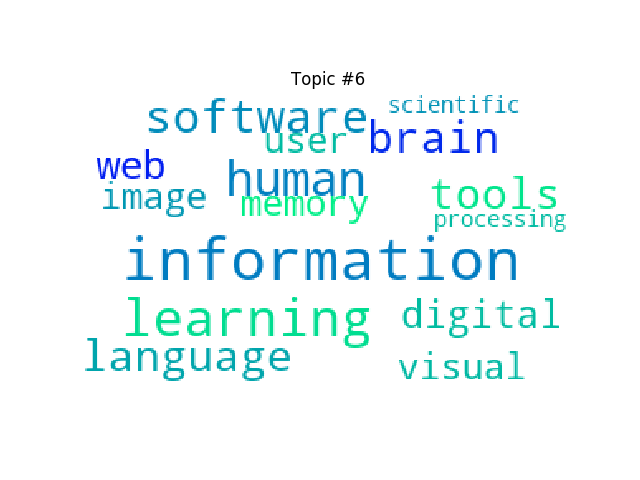 Topic #6
scientific
software
user
brain
web
human
image
memory
tools
processing
information
learning
digital
language
visual